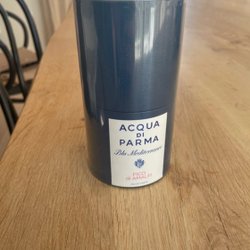 ACQUA
DI
PARMA
Blu Mediterraneo
FICO
DI AMALFI